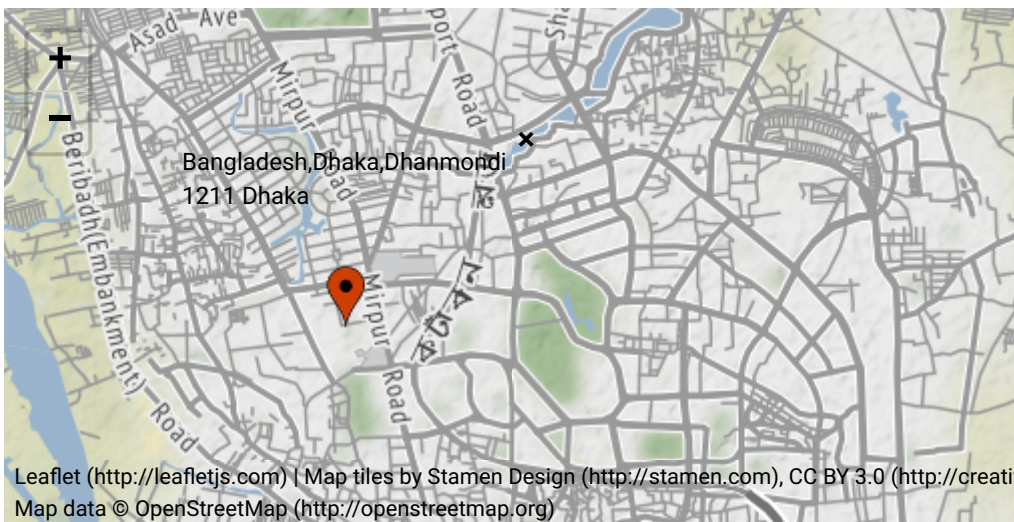 Asad Ave
port
Road
Sha
+
−
Mirpur
Road
×
Bangladesh,Dhaka,Dhanmondi
1211 Dhaka
Beribadh(Embankment)
Road
Mirpur
Road
Leaflet (http://leafletjs.com) | Map tiles by Stamen Design (http://stamen.com), CC BY 3.0 (http://creati
Map data © OpenStreetMap (http://openstreetmap.org)